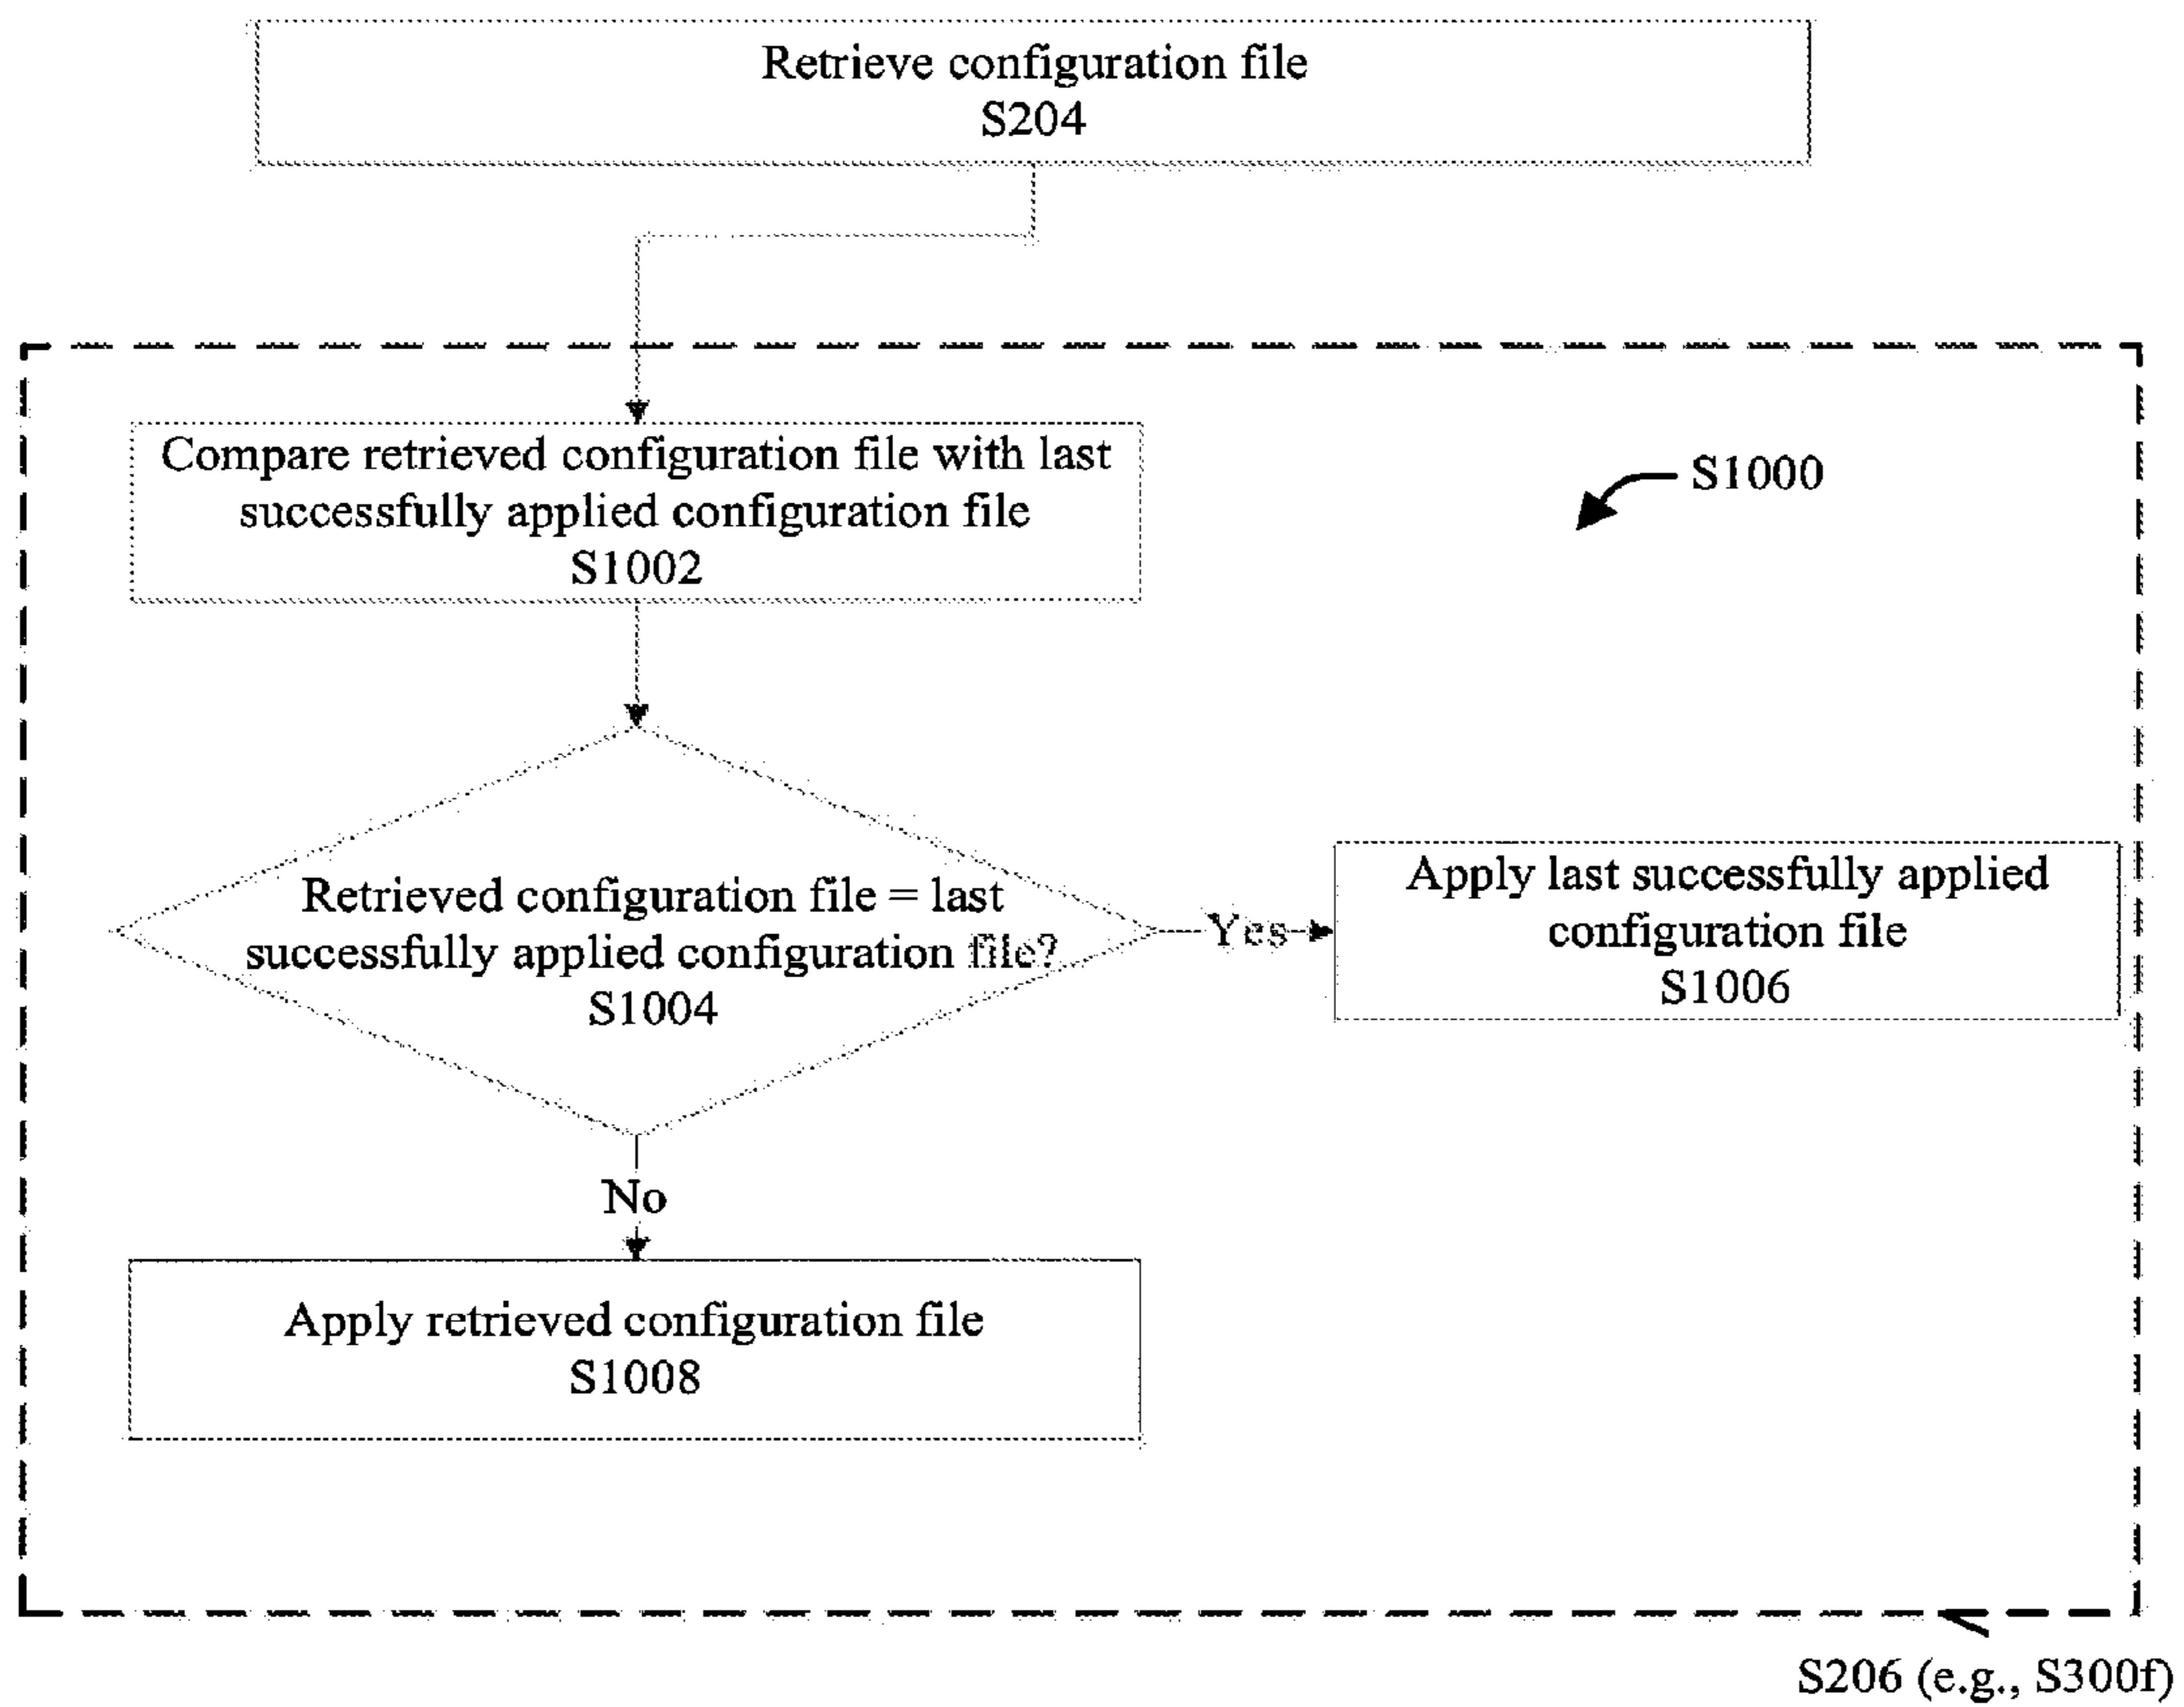 Retrieve configuration file
S204
Compare retrieved configuration file with last
successfully applied configuration file
S1002
S1000
Retrieved configuration file = last
successfully applied configuration file?
S1004
Yes
Apply last successfully applied
configuration file
S1006
No
Apply retrieved configuration file
S1008
S206 (e.g., S300f)